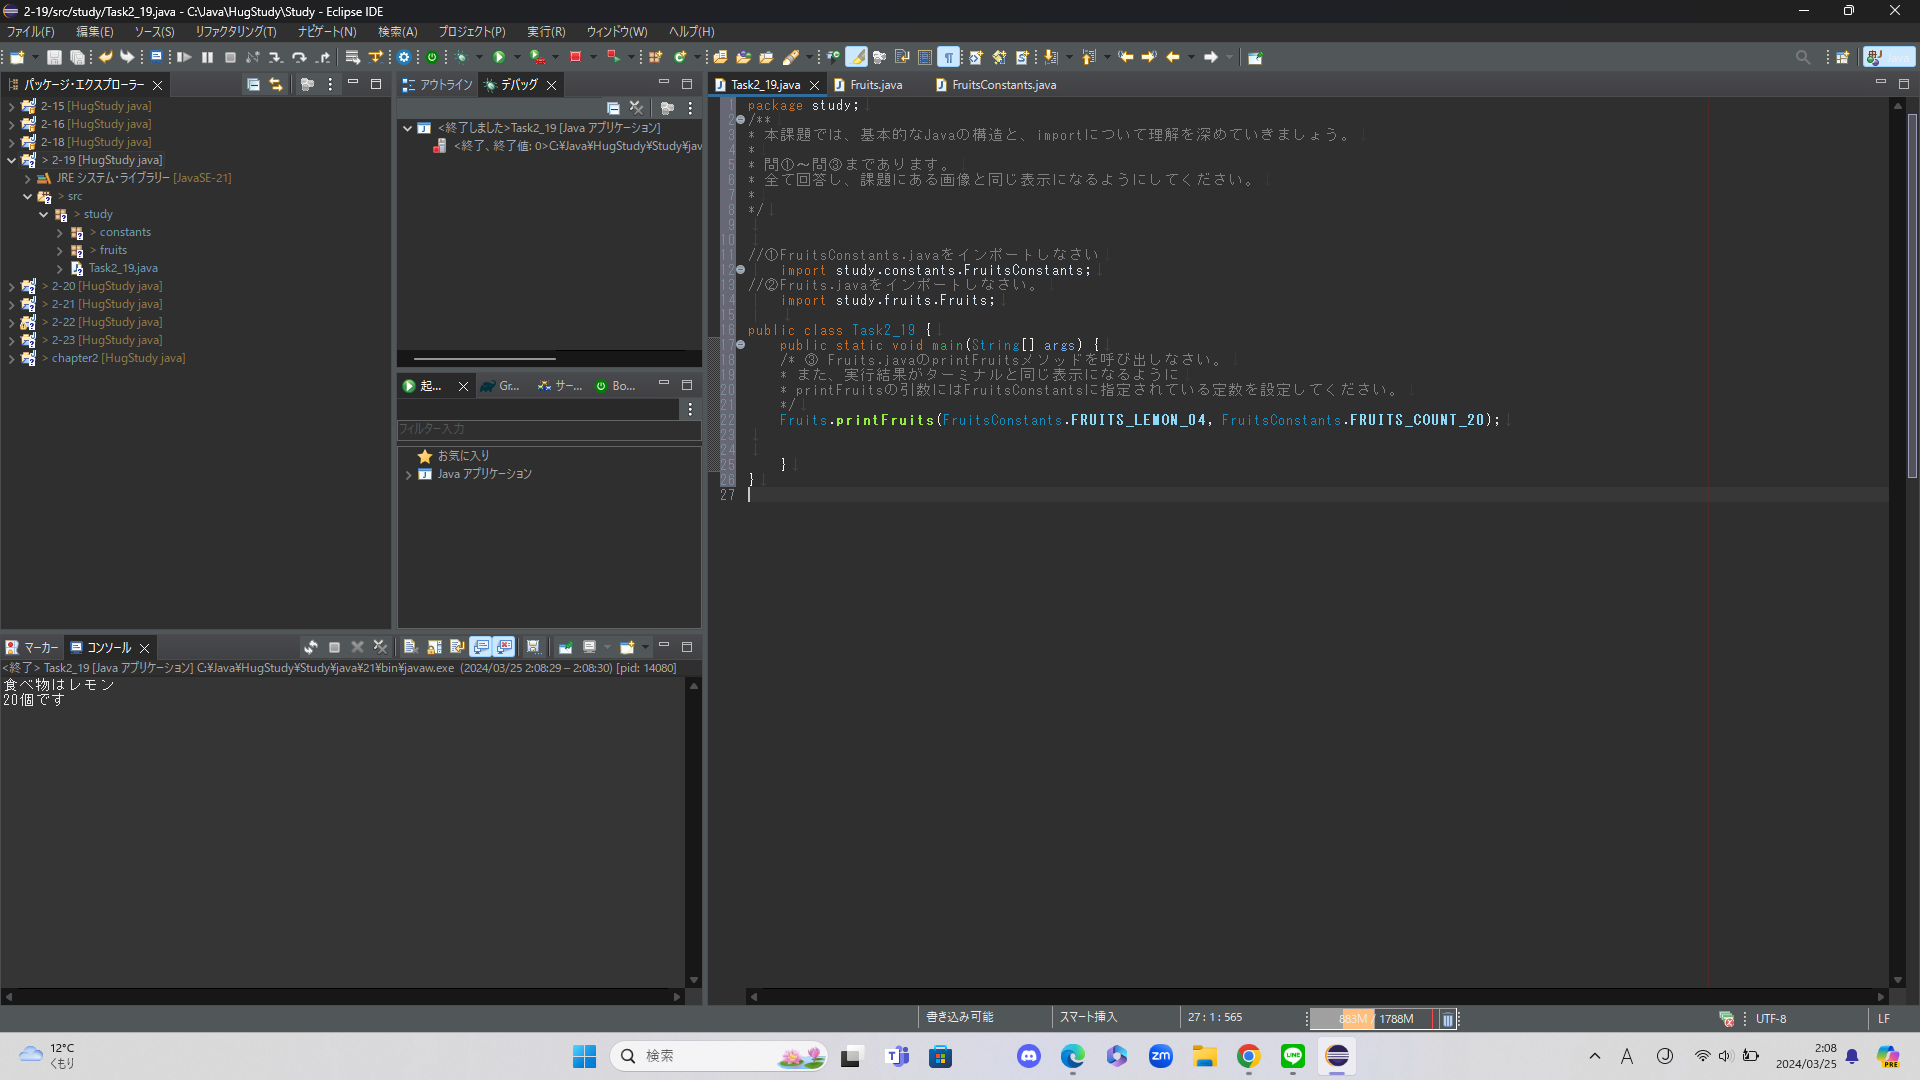 2-19/src/study/Task2_19.java - C:\Java\HugStudy\Study - Eclipse IDE
ファイル(F) 編集(E) ソース(S) リファクタリング(T) ナビゲート(N) 検索(A) プロジェクト(P) 実行(R) ウィンドウ(W) ヘルプ(H)
パッケージ・エクスプローラー
2-15 [HugStudy java]
2-16 [HugStudy java]
2-18 [HugStudy java]
> 2-19 [HugStudy java]
JRE システム・ライブラリー [JavaSE-21]
> src
> study
> constants
> fruits
Task2_19.java
> 2-20 [HugStudy java]
> 2-21 [HugStudy java]
> 2-22 [HugStudy java]
> 2-23 [HugStudy java]
> chapter2 [HugStudy java]
アウトライン デバッグ
<終了しました>Task2_19 [Java アプリケーション]
<終了、終了値: 0>C:¥Java¥HugStudy¥Study¥jav
起... Gr... サー... Bo...
フィルター入力
お気に入り
Java アプリケーション
Task2_19.java Fruits.java FruitsConstants.java
1 package study;
2 /**
3 * 本課題では、基本的なJavaの構造と、importについて理解を深めていきましょう。
4 *
5 * 問①～問③まであります。
6 * 全て回答し、課題にある画像と同じ表示になるようにしてください。
7 *
8 */
9
10
11 //①FruitsConstants.javaをインポートしなさい
12 import study.constants.FruitsConstants;
13 //②Fruits.javaをインポートしなさい。
14 import study.fruits.Fruits;
15
16 public class Task2_19 {
17 public static void main(String[] args) {
18 /* ③ Fruits.javaのprintFruitsメソッドを呼び出しなさい。
19 * また、実行結果がターミナルと同じ表示になるように
20 * printFruitsの引数にはFruitsConstantsに指定されている定数を設定してください。
21 */
22 Fruits.printFruits(FruitsConstants.FRUITS_LEMON_04, FruitsConstants.FRUITS_COUNT_20);
23
24
25 }
26 }
27
マーカー コンソール
<終了> Task2_19 [Java アプリケーション] C:¥Java¥HugStudy¥Study¥java¥21¥bin¥javaw.exe (2024/03/25 2:08:29 – 2:08:30) [pid: 14080]
食べ物はレモン
20個です
書き込み可能 スマート挿入 27 : 1 : 565 883M / 1788M UTF-8 LF
12°C
くもり
検索
A
2:08
2024/03/25